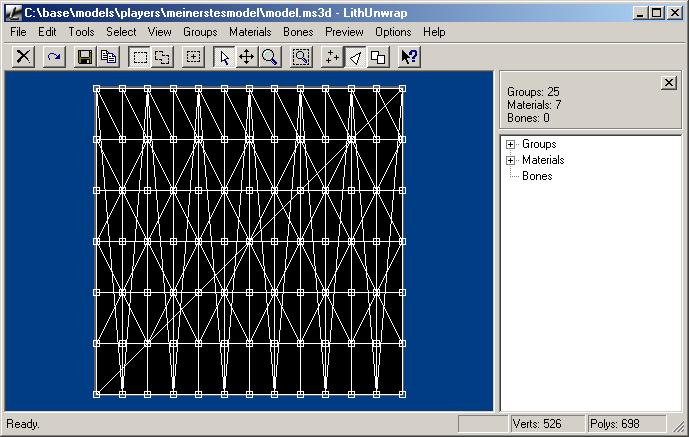 C:\base\models\players\meinerstesmodel\model.ms3d - LithUnwrap
File Edit Tools Select View Groups Materials Bones Preview Options Help
Groups: 25
Materials: 7
Bones: 0
Groups
Materials
Bones
Ready. Verts: 526 Polys: 698